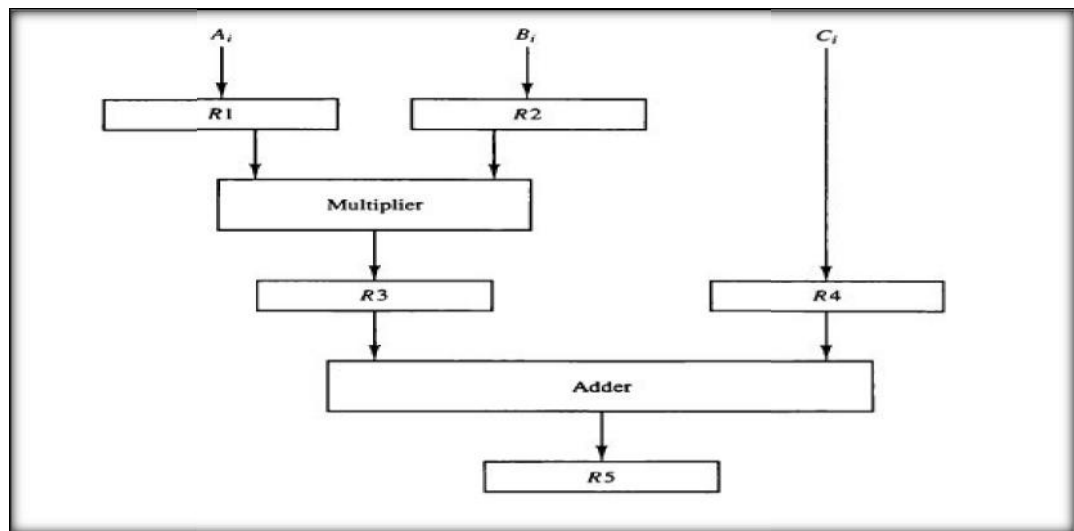 Ai Bi Ci
R1 R2
Multiplier
R3 R4
Adder
R5